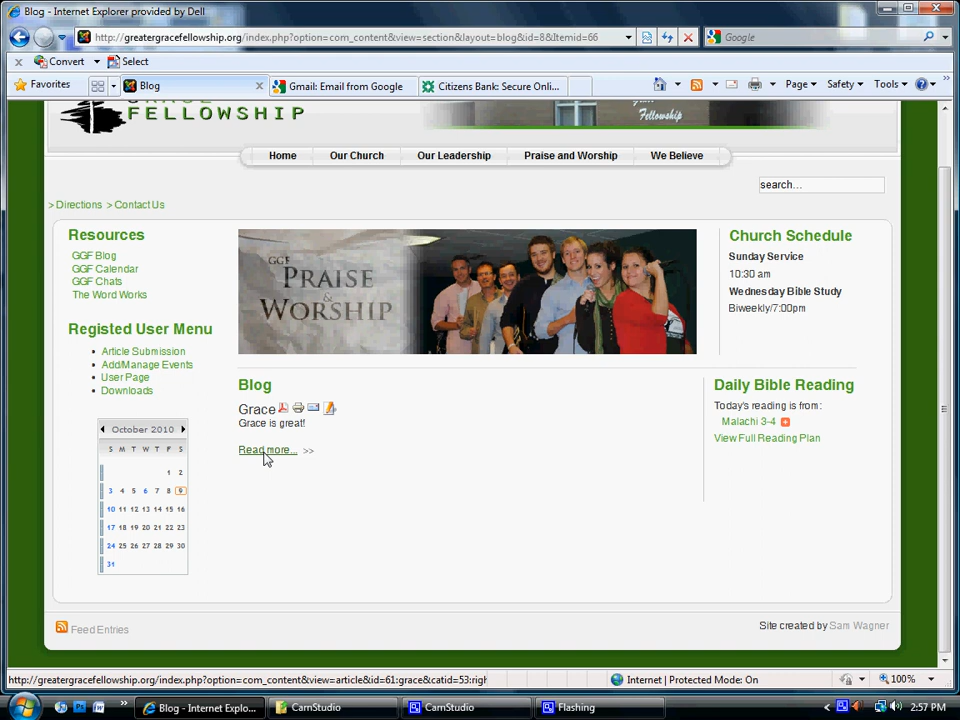 Blog - Internet Explorer provided by Dell
http://greatergracefellowship.org/index.php?option=com_content&view=section&layout=blog&id=8&Itemid=66
Google
Convert Select
Favorites
Blog
Gmail: Email from Google
Citizens Bank: Secure Onli...
Page
Safety
Tools
FELLOWSHIP
Fellowship
Home
Our Church
Our Leadership
Praise and Worship
We Believe
search...
> Directions > Contact Us
Resources
GGF Blog
GGF Calendar
GGF Chats
The Word Works
Registed User Menu
Article Submission
Add/Manage Events
User Page
Downloads
October 2010
S M T W T F S
1 2
3 4 5 6 7 8 9
10 11 12 13 14 15 16
17 18 19 20 21 22 23
24 25 26 27 28 29 30
31
GGF
PRAISE
&
WORSHIP
Blog
Grace
Grace is great!
Read more... >>
Church Schedule
Sunday Service
10:30 am
Wednesday Bible Study
Biweekly/7:00pm
Daily Bible Reading
Today's reading is from:
Malachi 3-4
View Full Reading Plan
Feed Entries
Site created by Sam Wagner
http://greatergracefellowship.org/index.php?option=com_content&view=article&id=61:grace&catid=53:righ
Internet | Protected Mode: On
100%
Blog - Internet Explo...
CamStudio
CamStudio
Flashing
2:57 PM